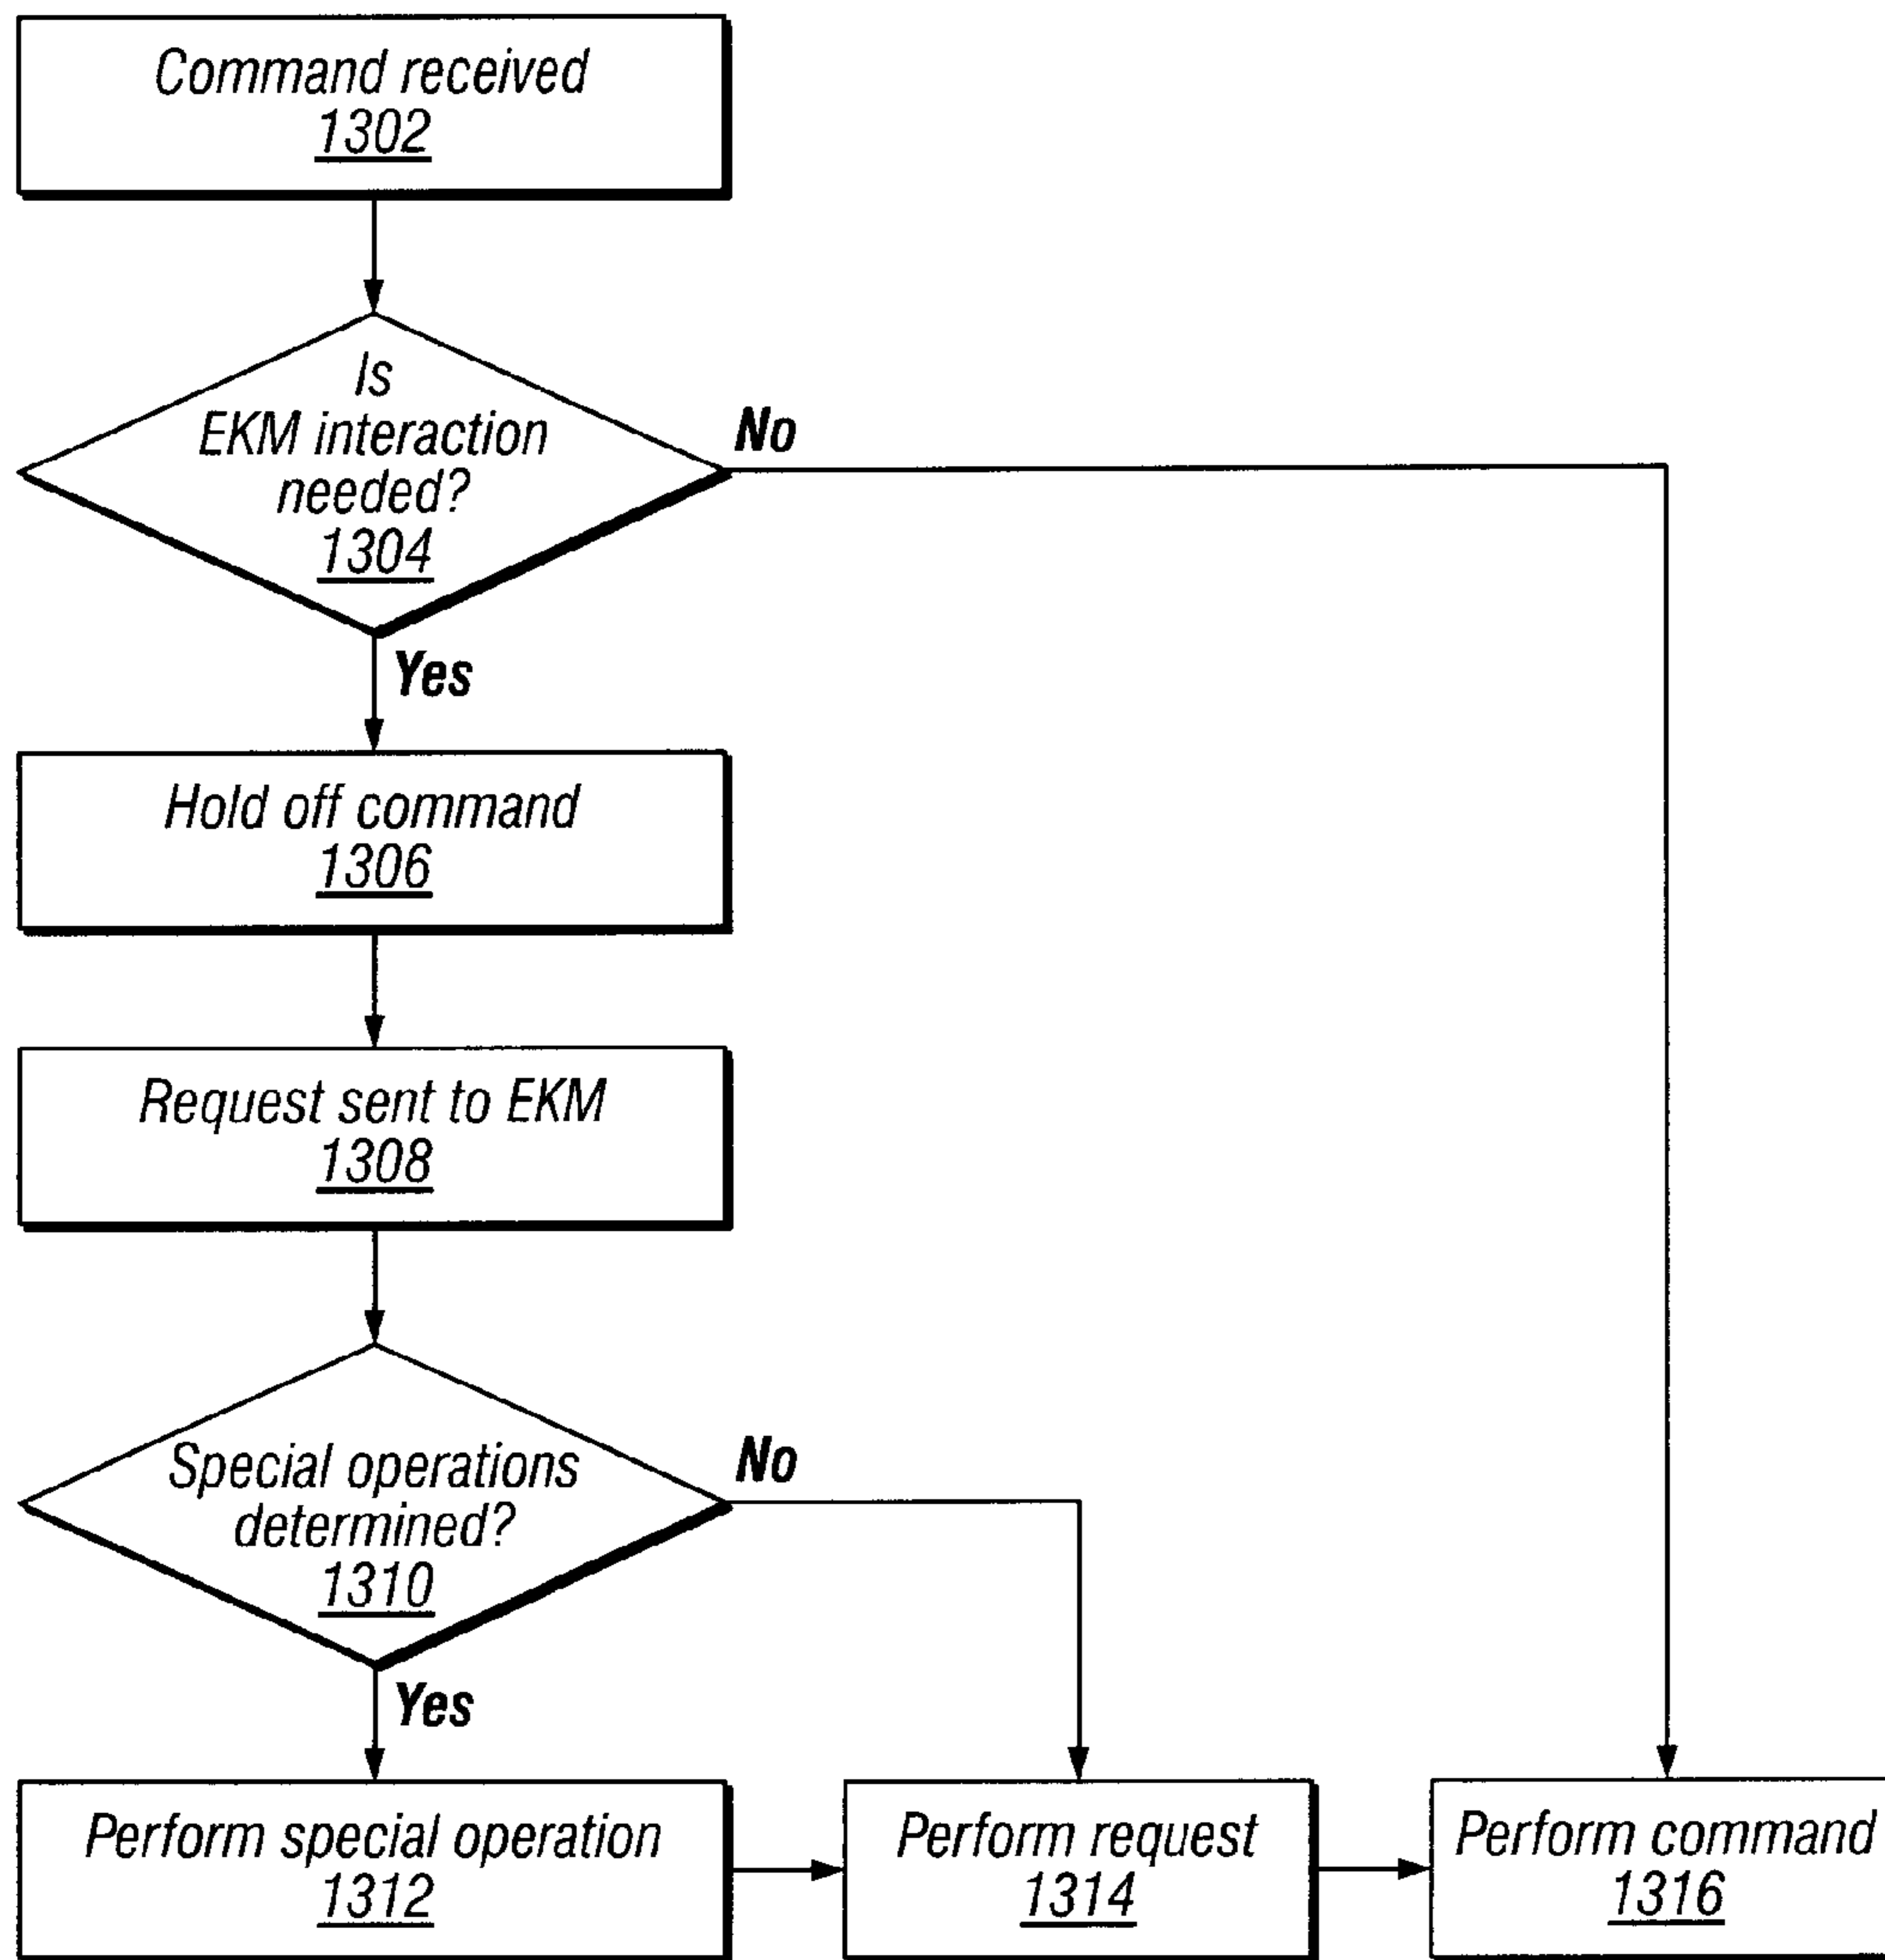 Command received
1302
Is
EKM interaction
needed?
1304
No
Yes
Hold off command
1306
Request sent to EKM
1308
Special operations
determined?
1310
No
Yes
Perform special operation
1312
Perform request
1314
Perform command
1316